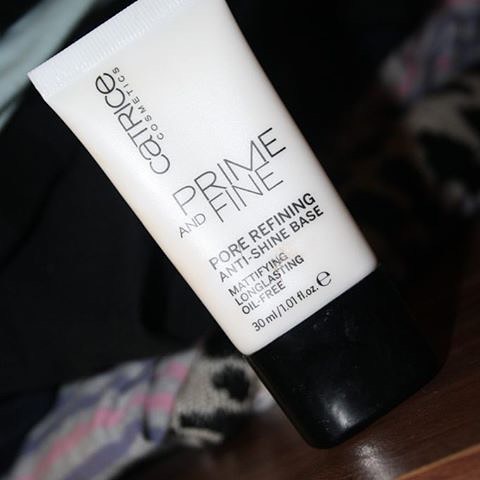 CATRICE
COSMETICS
PRIME
AND FINE
PORE REFINING
ANTI-SHINE BASE
MATTIFYING
LONGLASTING
OIL-FREE
30 ml/1.01 fl.oz. ℮